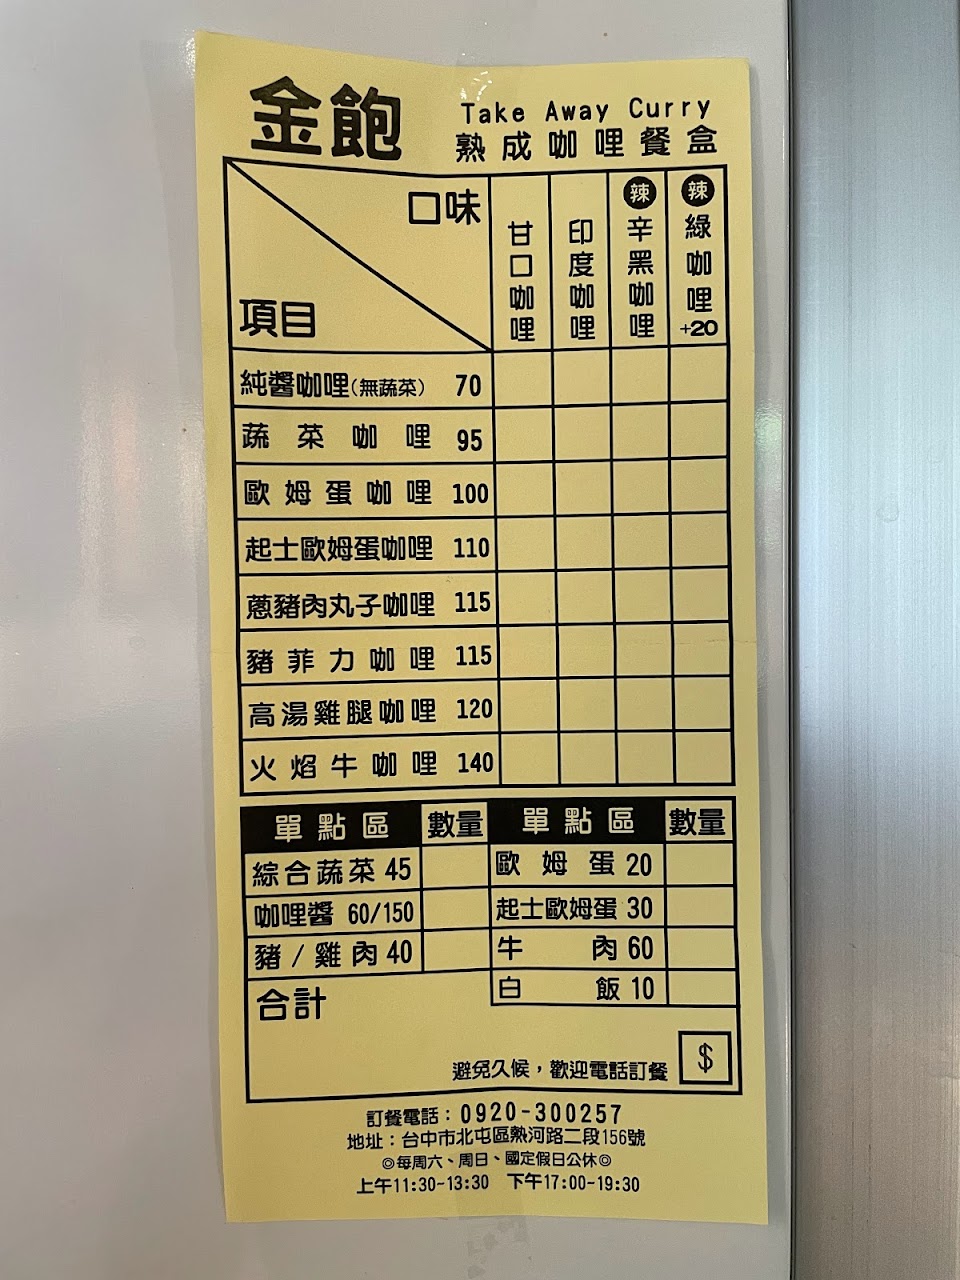 金飽
Take Away Curry
熟成咖哩餐盒
口味
項目
甘口咖哩
印度咖哩
辣 辛黑咖哩
辣 綠咖哩 +20
純醬咖哩(無蔬菜) 70
蔬菜咖哩 95
歐姆蛋咖哩 100
起士歐姆蛋咖哩 110
蔥豬肉丸子咖哩 115
豬菲力咖哩 115
高湯雞腿咖哩 120
火焰牛咖哩 140
單點區 數量 單點區 數量
綜合蔬菜 45 歐姆蛋 20
咖哩醬 60/150 起士歐姆蛋 30
豬/雞肉 40 牛肉 60
白飯 10
合計
避免久候，歡迎電話訂餐 $
訂餐電話：0920-300257
地址：台中市北屯區熱河路二段156號
◎每周六、周日、國定假日公休◎
上午11:30-13:30 下午17:00-19:30